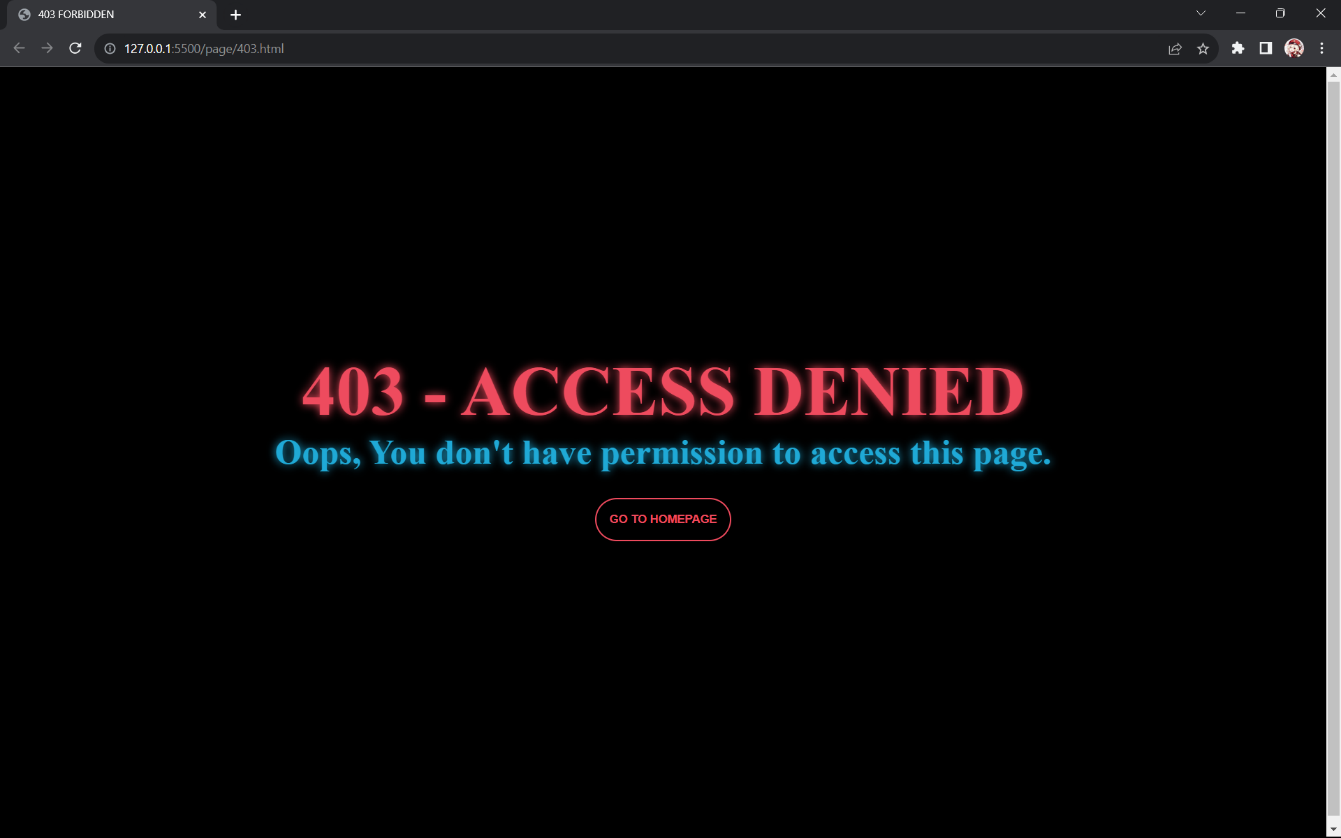 403 FORBIDDEN
127.0.0.1:5500/page/403.html
403 - ACCESS DENIED
Oops, You don't have permission to access this page.
GO TO HOMEPAGE